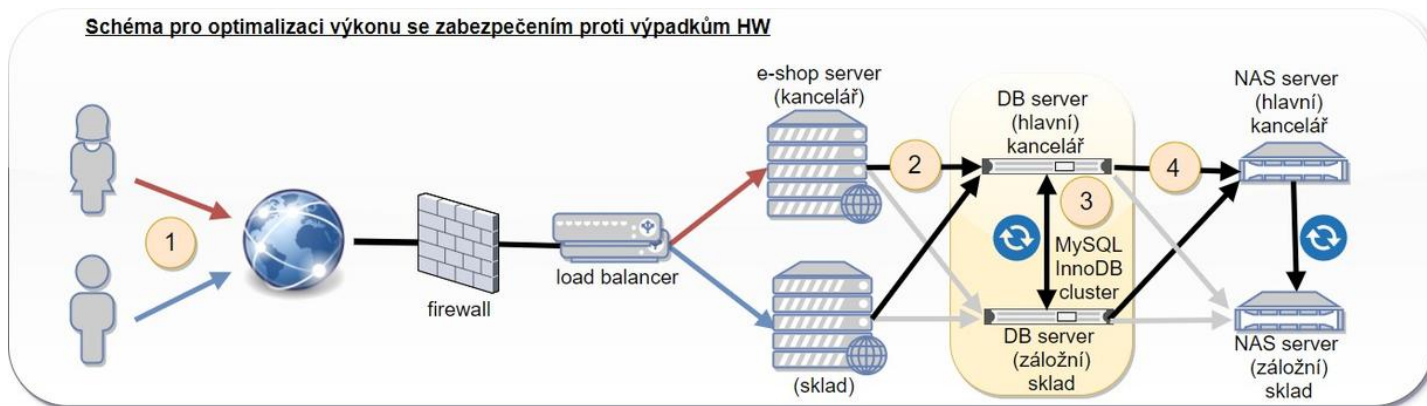 Schéma pro optimalizaci výkonu se zabezpečením proti výpadkům HW
1
firewall
load balancer
e-shop server
(kancelář)
(sklad)
2
DB server
(hlavní)
kancelář
3
MySQL
InnoDB
cluster
DB server
(záložní)
sklad
4
NAS server
(hlavní)
kancelář
NAS server
(záložní)
sklad